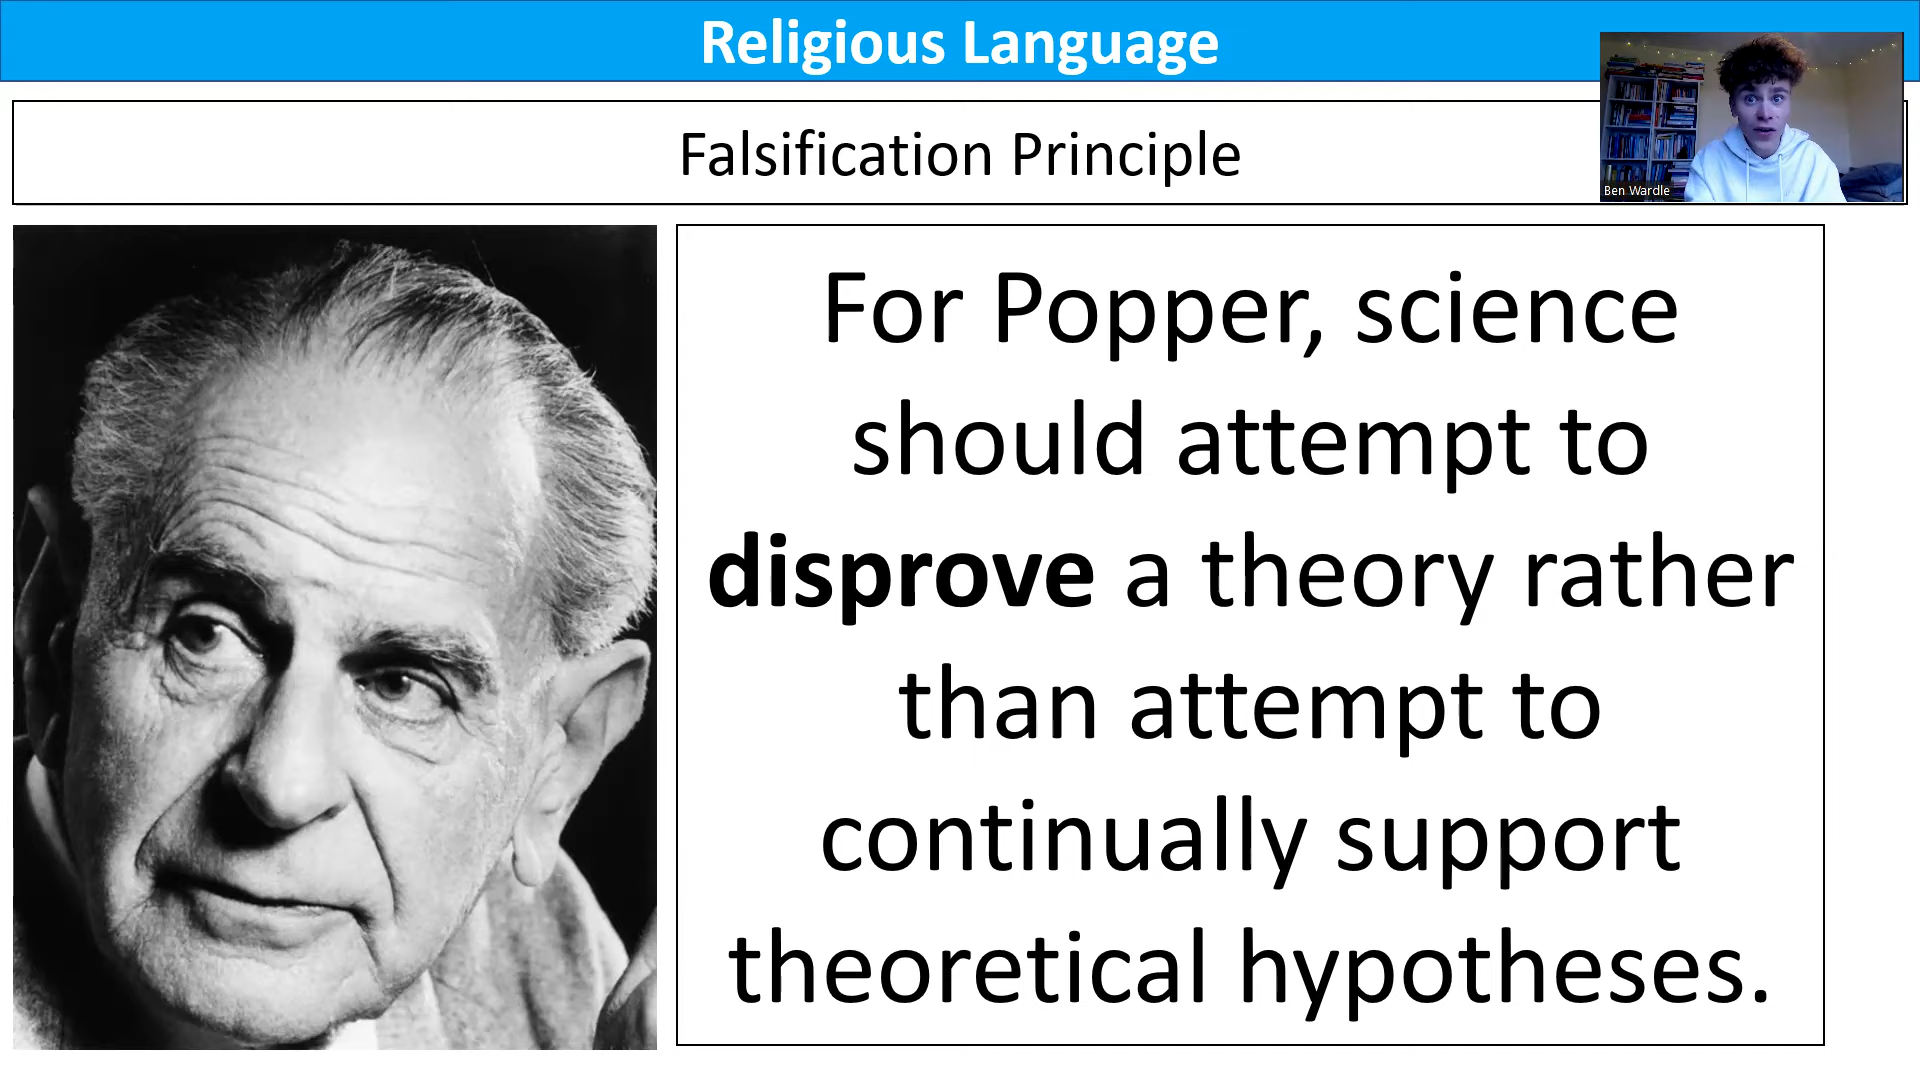 Religious Language
Falsification Principle
Ben Wardle
For Popper, science
should attempt to
disprove a theory rather
than attempt to
continually support
theoretical hypotheses.